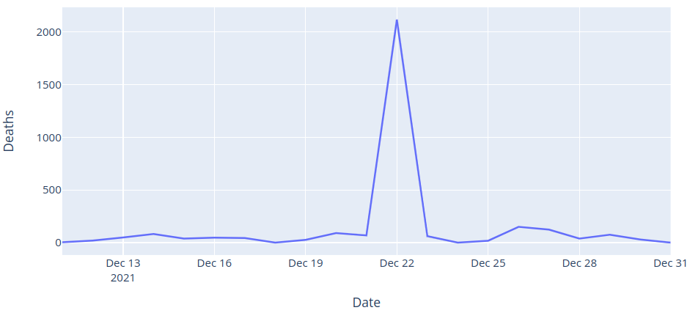 Deaths
2000
1500
1000
500
0
Dec 13
2021
Dec 16
Dec 19
Dec 22
Dec 25
Dec 28
Dec 31
Date